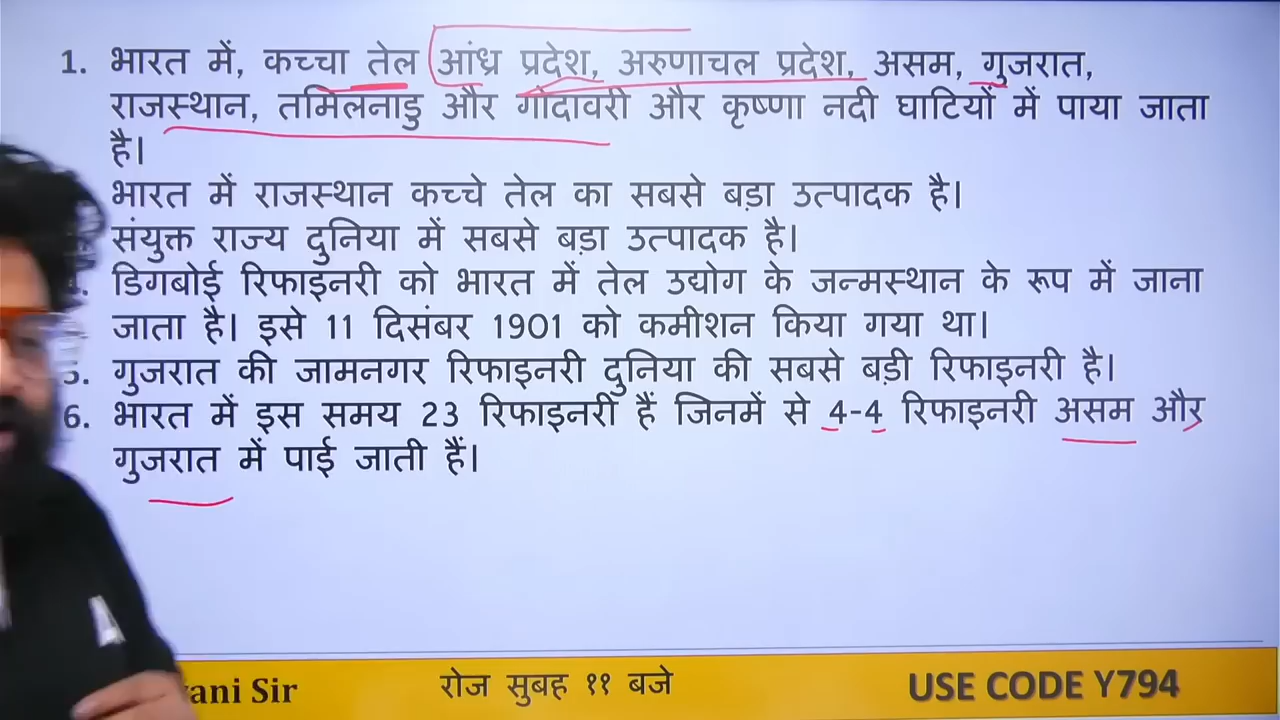 1. भारत में, कच्चा तेल आंध्र प्रदेश, अरुणाचल प्रदेश, असम, गुजरात,
राजस्थान, तमिलनाडु और गोदावरी और कृष्णा नदी घाटियों में पाया जाता
है।
भारत में राजस्थान कच्चे तेल का सबसे बड़ा उत्पादक है।
संयुक्त राज्य दुनिया में सबसे बड़ा उत्पादक है।
डिगबोई रिफाइनरी को भारत में तेल उद्योग के जन्मस्थान के रूप में जाना
जाता है। इसे 11 दिसंबर 1901 को कमीशन किया गया था।
5. गुजरात की जामनगर रिफाइनरी दुनिया की सबसे बड़ी रिफाइनरी है।
6. भारत में इस समय 23 रिफाइनरी हैं जिनमें से 4-4 रिफाइनरी असम और
गुजरात में पाई जाती हैं।
Sir रोज सुबह ११ बजे USE CODE Y794